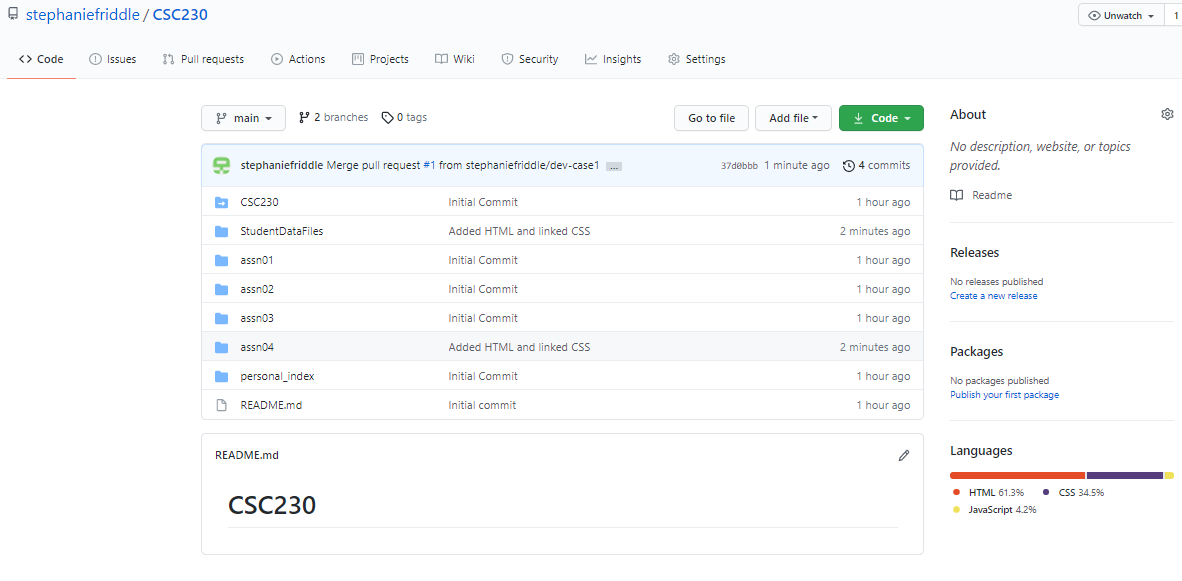 stephaniefriddle / CSC230
Unwatch 1
Code Issues Pull requests Actions Projects Wiki Security Insights Settings
main 2 branches 0 tags Go to file Add file Code
stephaniefriddle Merge pull request #1 from stephaniefriddle/dev-case1 ... 37d0bbb 1 minute ago 4 commits
CSC230 Initial Commit 1 hour ago
StudentDataFiles Added HTML and linked CSS 2 minutes ago
assn01 Initial Commit 1 hour ago
assn02 Initial Commit 1 hour ago
assn03 Initial Commit 1 hour ago
assn04 Added HTML and linked CSS 2 minutes ago
personal_index Initial Commit 1 hour ago
README.md Initial commit 1 hour ago
README.md
CSC230
About
No description, website, or topics
provided.
Readme
Releases
No releases published
Create a new release
Packages
No packages published
Publish your first package
Languages
HTML 61.3% CSS 34.5%
JavaScript 4.2%